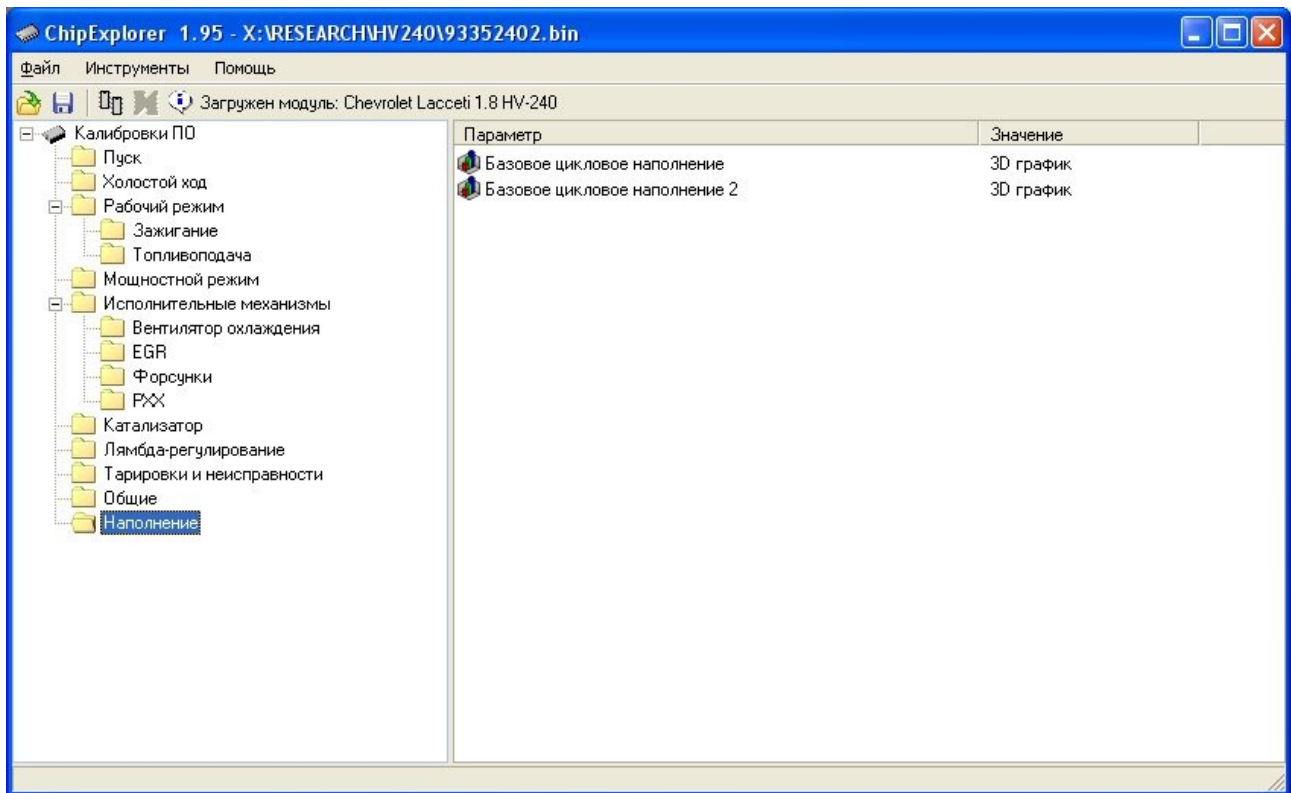 ChipExplorer 1.95 - X:\RESEARCH\HV240\93352402.bin
Файл Инструменты Помощь
Загружен модуль: Chevrolet Lacceti 1.8 HV-240
Калибровки ПО
Пуск
Холостой ход
Рабочий режим
Зажигание
Топливоподача
Мощностной режим
Исполнительные механизмы
Вентилятор охлаждения
EGR
Форсунки
РХХ
Катализатор
Лямбда-регулирование
Тарировки и неисправности
Общие
Наполнение
Параметр Значение
Базовое цикловое наполнение 3D график
Базовое цикловое наполнение 2 3D график